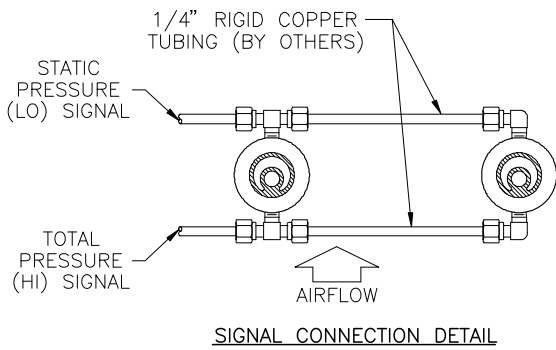 1/4" RIGID COPPER
TUBING (BY OTHERS)
STATIC
PRESSURE
(LO) SIGNAL
TOTAL
PRESSURE
(HI) SIGNAL
AIRFLOW
SIGNAL CONNECTION DETAIL